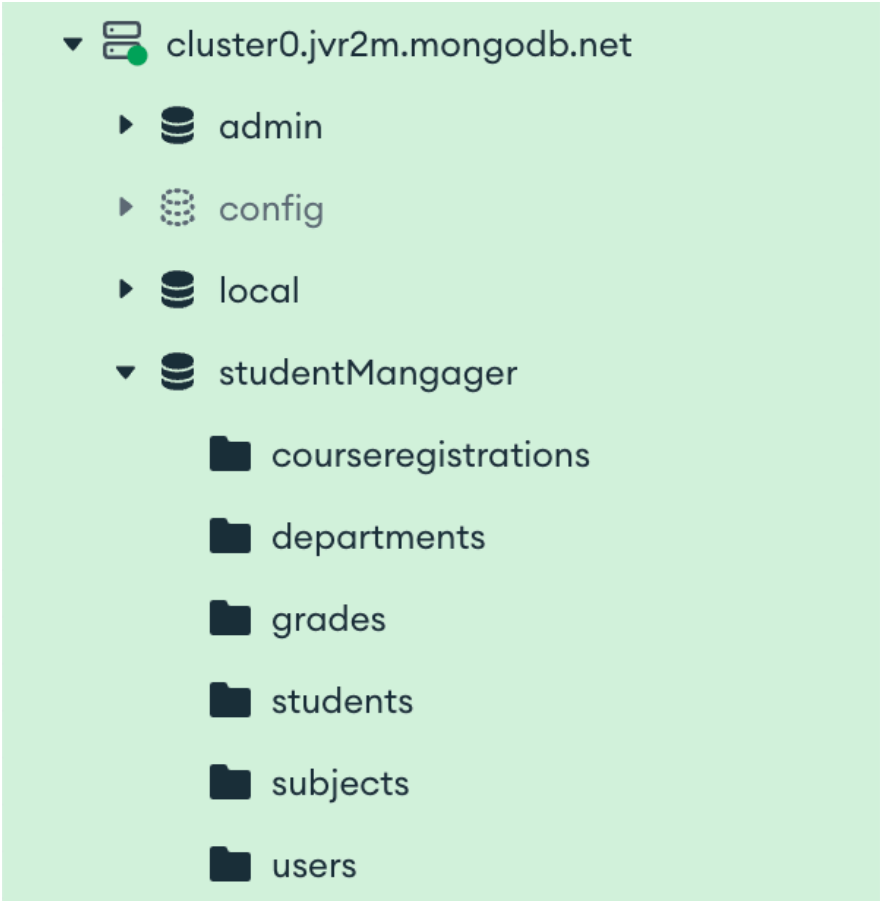 cluster0.jvr2m.mongodb.net
admin
config
local
studentMangager
courseregistrations
departments
grades
students
subjects
users